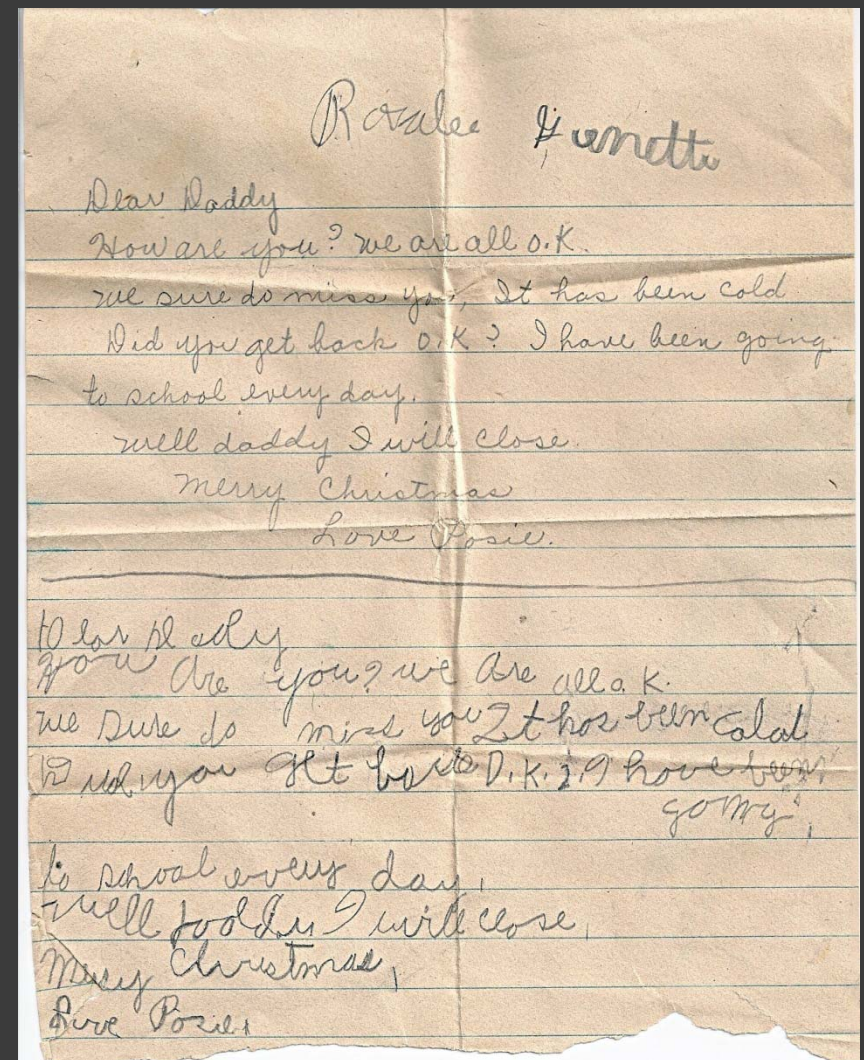 Rosalee
Dear Daddy
How are you? we are all O.K.
we sure do miss you, It has been cold
Did you get back O.K? I have been going
to school every day.
well daddy I will close
Merry Christmas
Love Posie.
Dear Dady
How Are you? we Are all o K.
we sure do miss you It has been cold
Did you get back O.K. ? I have been
going,
to school every day,
well daddy I will close,
Merry Christmas,
Love Posie,